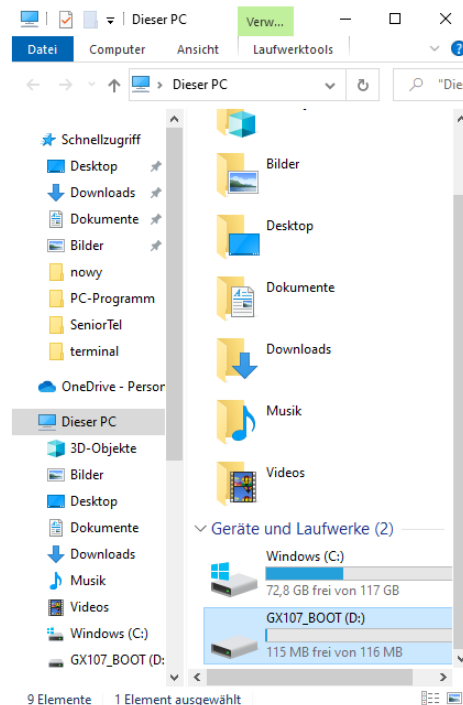 Dieser PC
Verw...
Datei Computer Ansicht Laufwerktools
Dieser PC
"Die
Schnellzugriff
Desktop
Downloads
Dokumente
Bilder
nowy
PC-Programm
SeniorTel
terminal
OneDrive - Person
Dieser PC
3D-Objekte
Bilder
Desktop
Dokumente
Downloads
Musik
Videos
Windows (C:)
GX107_BOOT (D:
Bilder
Desktop
Dokumente
Downloads
Musik
Videos
Geräte und Laufwerke (2)
Windows (C:)
72,8 GB frei von 117 GB
GX107_BOOT (D:)
115 MB frei von 116 MB
9 Elemente 1 Element ausgewählt